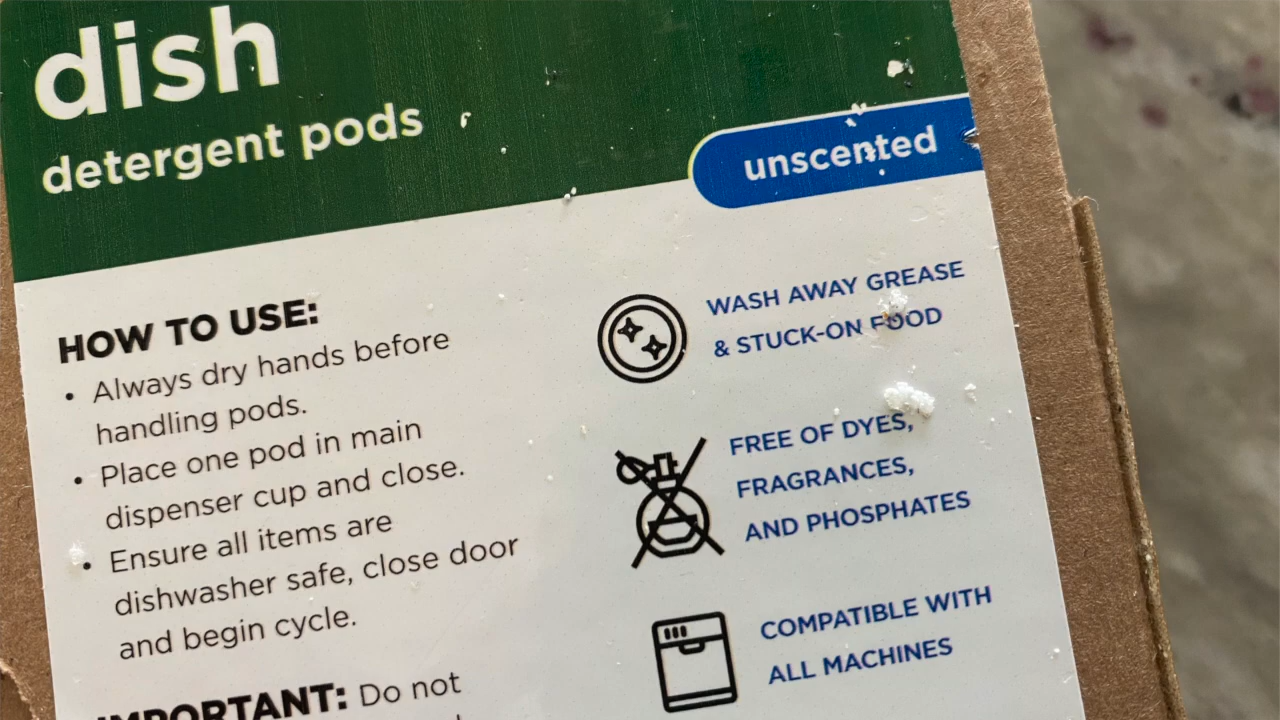 dish
detergent pods
unscented
HOW TO USE:
• Always dry hands before
handling pods.
• Place one pod in main
dispenser cup and close.
• Ensure all items are
dishwasher safe, close door
and begin cycle.
IMPORTANT: Do not
WASH AWAY GREASE
& STUCK-ON FOOD
FREE OF DYES,
FRAGRANCES,
AND PHOSPHATES
COMPATIBLE WITH
ALL MACHINES